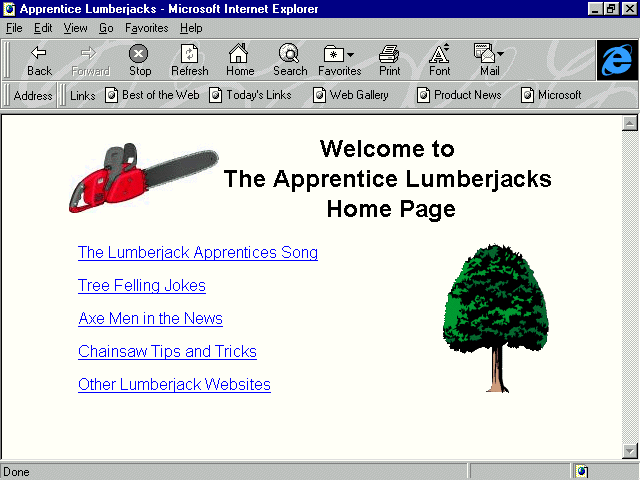 Apprentice Lumberjacks - Microsoft Internet Explorer
File Edit View Go Favorites Help
Back Forward Stop Refresh Home Search Favorites Print Font Mail
Address Links Best of the Web Today's Links Web Gallery Product News Microsoft
Welcome to
The Apprentice Lumberjacks
Home Page
The Lumberjack Apprentices Song
Tree Felling Jokes
Axe Men in the News
Chainsaw Tips and Tricks
Other Lumberjack Websites
Done